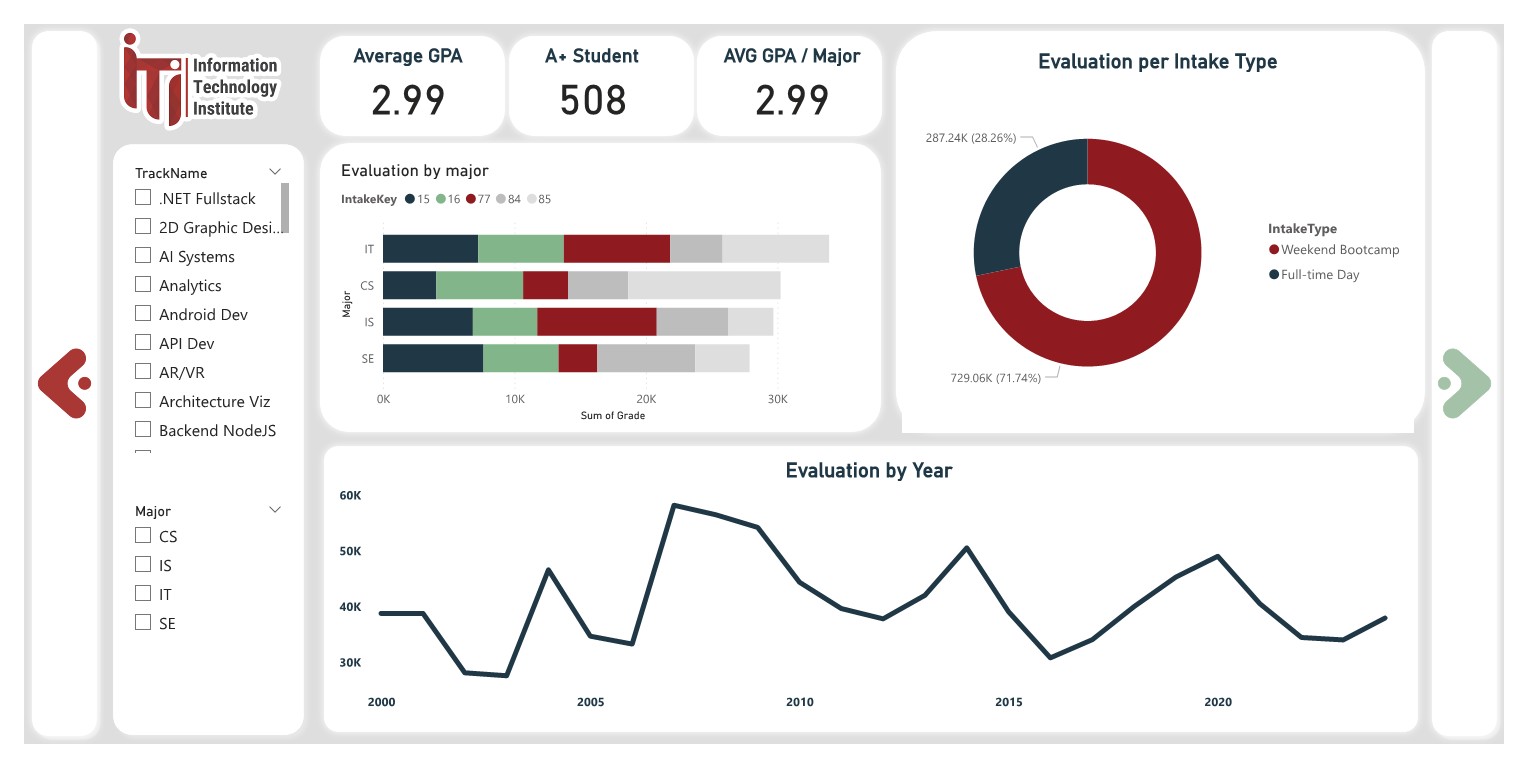 iTi
Information
Technology
Institute
Average GPA
2.99
A+ Student
508
AVG GPA / Major
2.99
TrackName
.NET Fullstack
2D Graphic Desi...
AI Systems
Analytics
Android Dev
API Dev
AR/VR
Architecture Viz
Backend NodeJS
Major
CS
IS
IT
SE
Evaluation by major
IntakeKey 15 16 77 84 85
Major
IT
CS
IS
SE
0K 10K 20K 30K
Sum of Grade
Evaluation per Intake Type
287.24K (28.26%)
729.06K (71.74%)
IntakeType
Weekend Bootcamp
Full-time Day
Evaluation by Year
60K
50K
40K
30K
2000 2005 2010 2015 2020